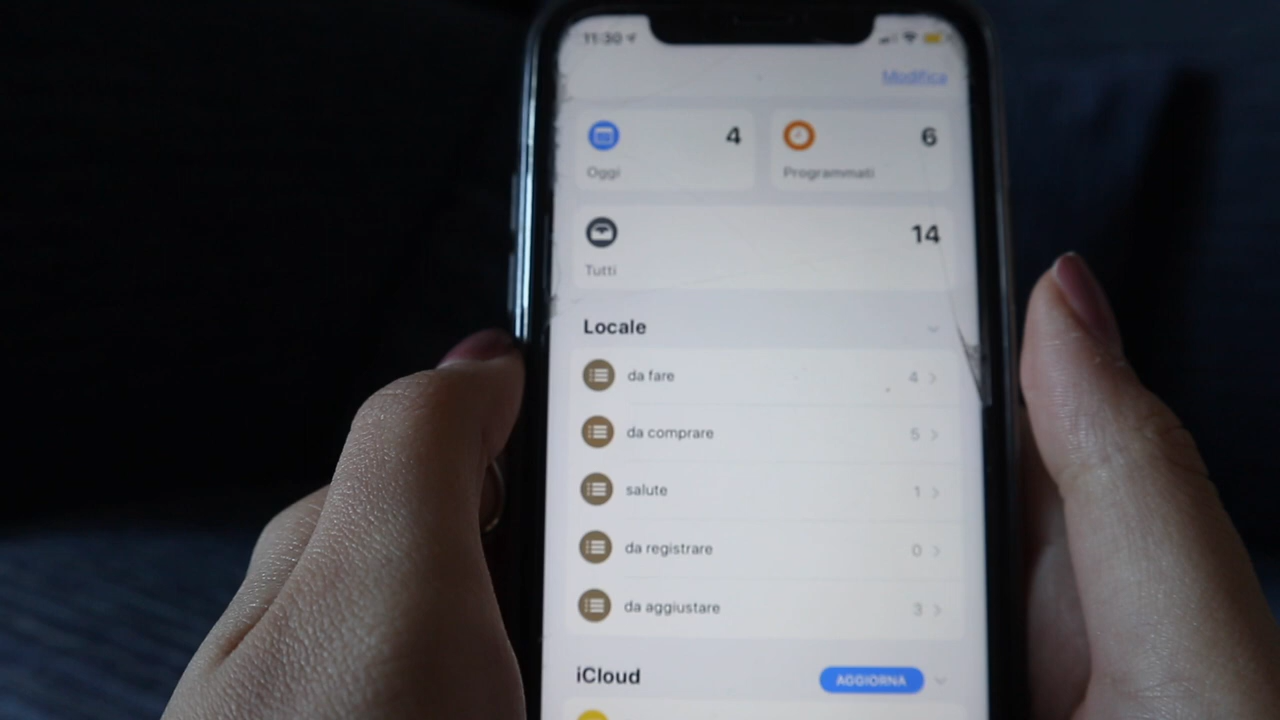 11:30
Modifica
4
6
Oggi
Programmati
14
Tutti
Locale
da fare 4
da comprare 5
salute 1
da registrare 0
da aggiustare 3
iCloud AGGIORNA